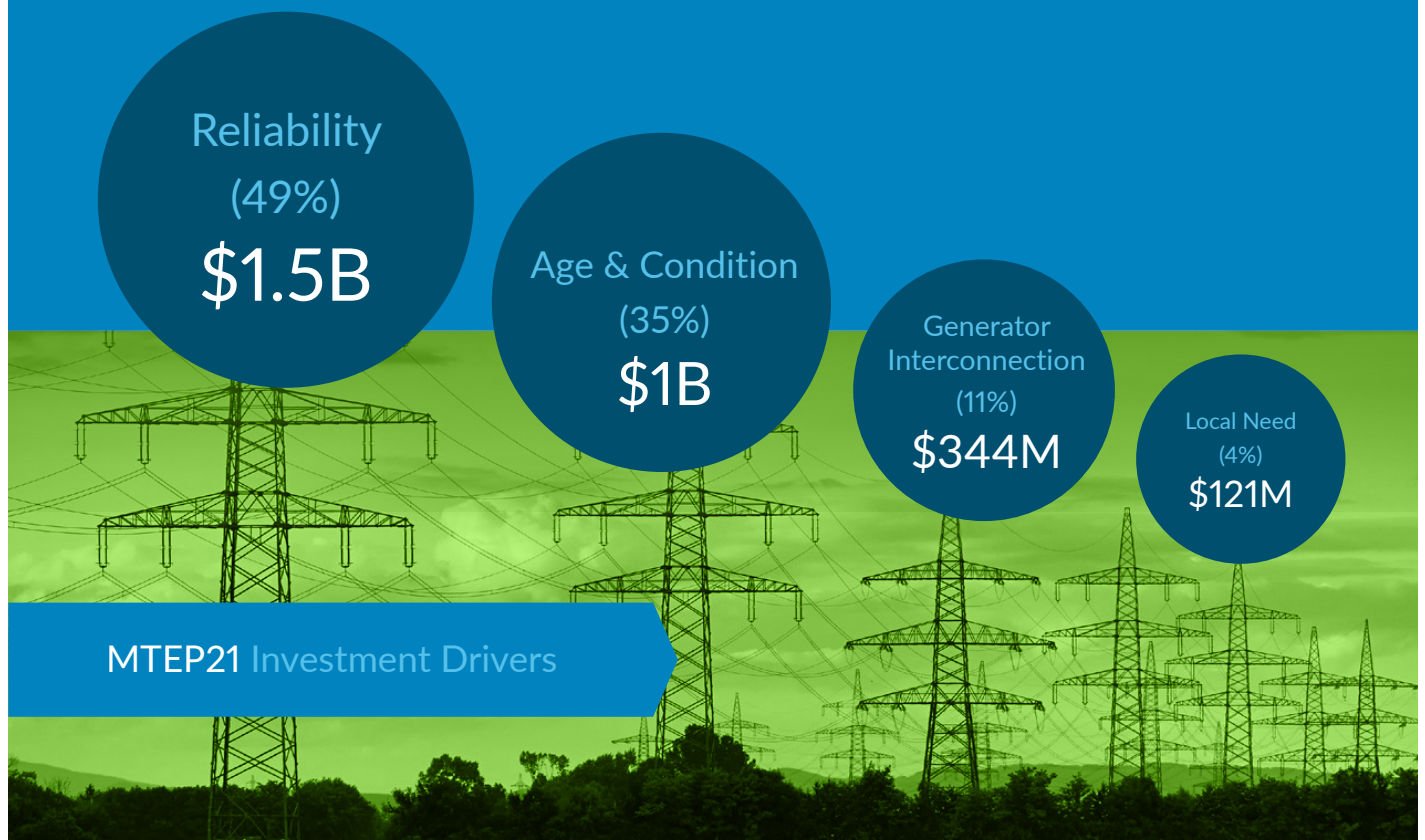 Reliability
(49%)
$1.5B
Age & Condition
(35%)
$1B
Generator
Interconnection
(11%)
$344M
Local Need
(4%)
$121M
MTEP21 Investment Drivers